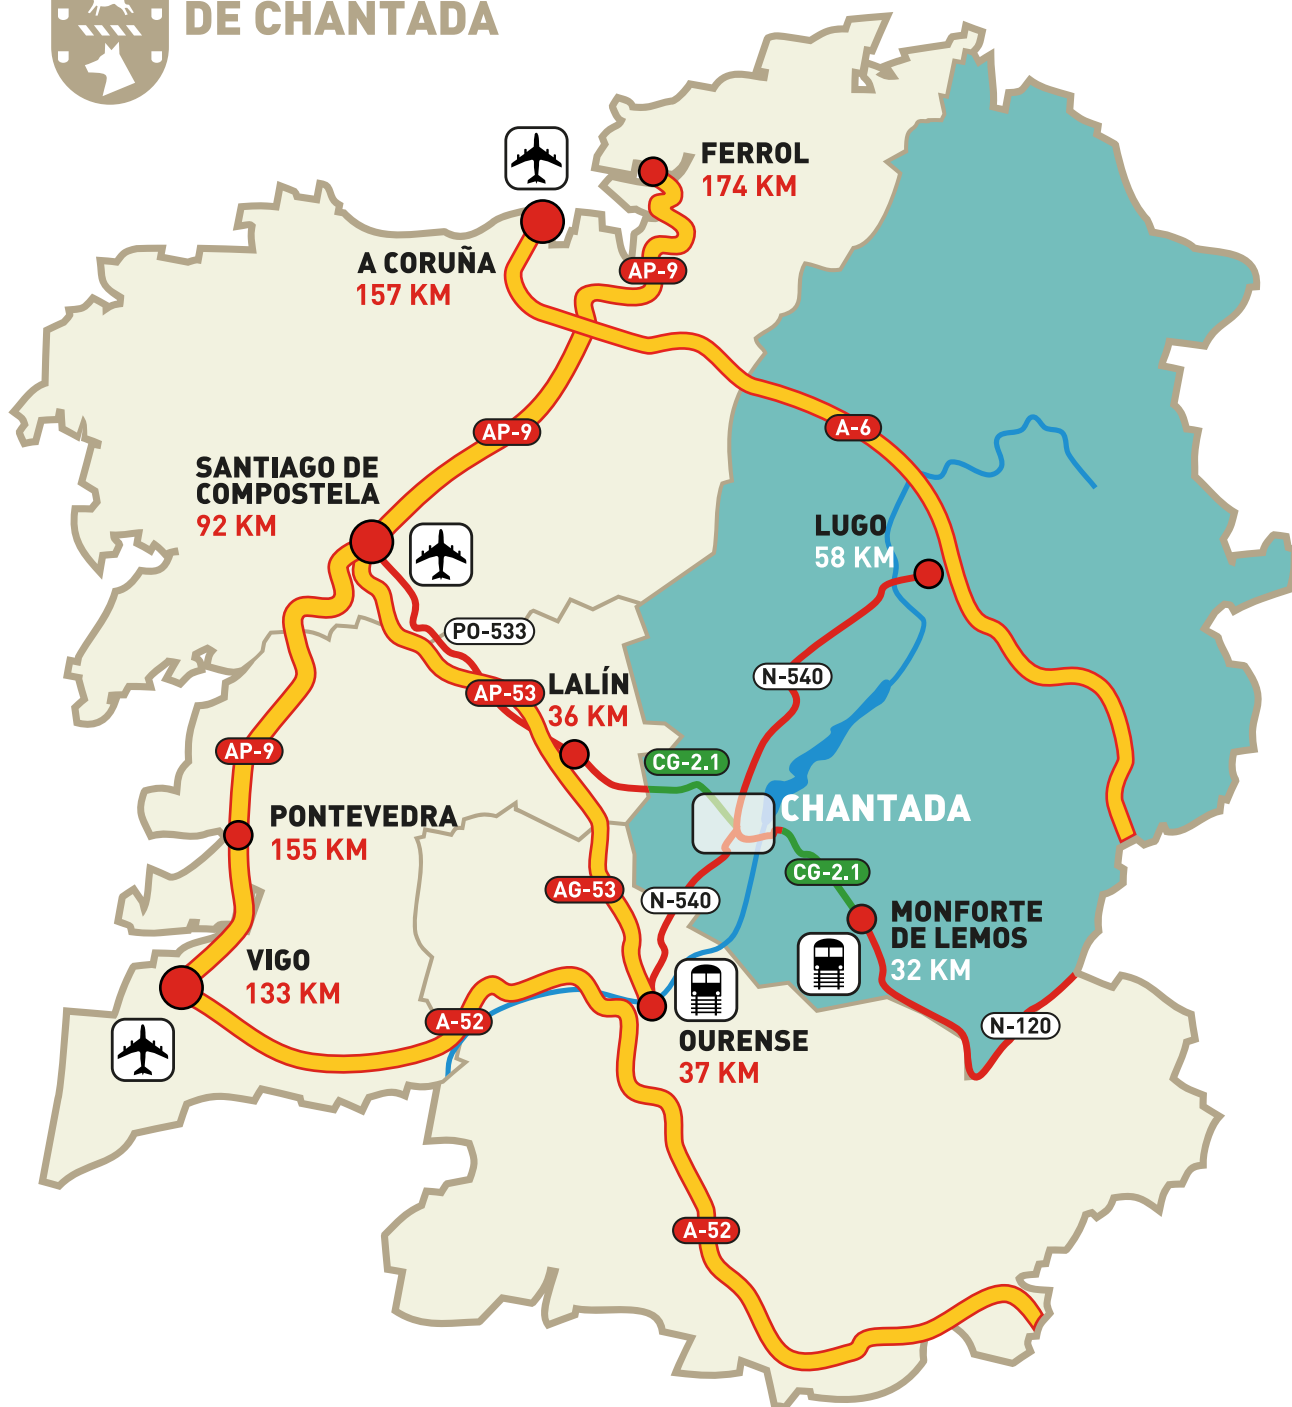 DE CHANTADA
FERROL
174 KM
A CORUÑA
157 KM
AP-9
AP-9
A-6
SANTIAGO DE
COMPOSTELA
92 KM
LUGO
58 KM
PO-533
N-540
LALÍN
36 KM
AP-53
AP-9
CG-2.1
CHANTADA
PONTEVEDRA
155 KM
CG-2.1
AG-53
N-540
MONFORTE
DE LEMOS
32 KM
VIGO
133 KM
A-52
N-120
OURENSE
37 KM
A-52